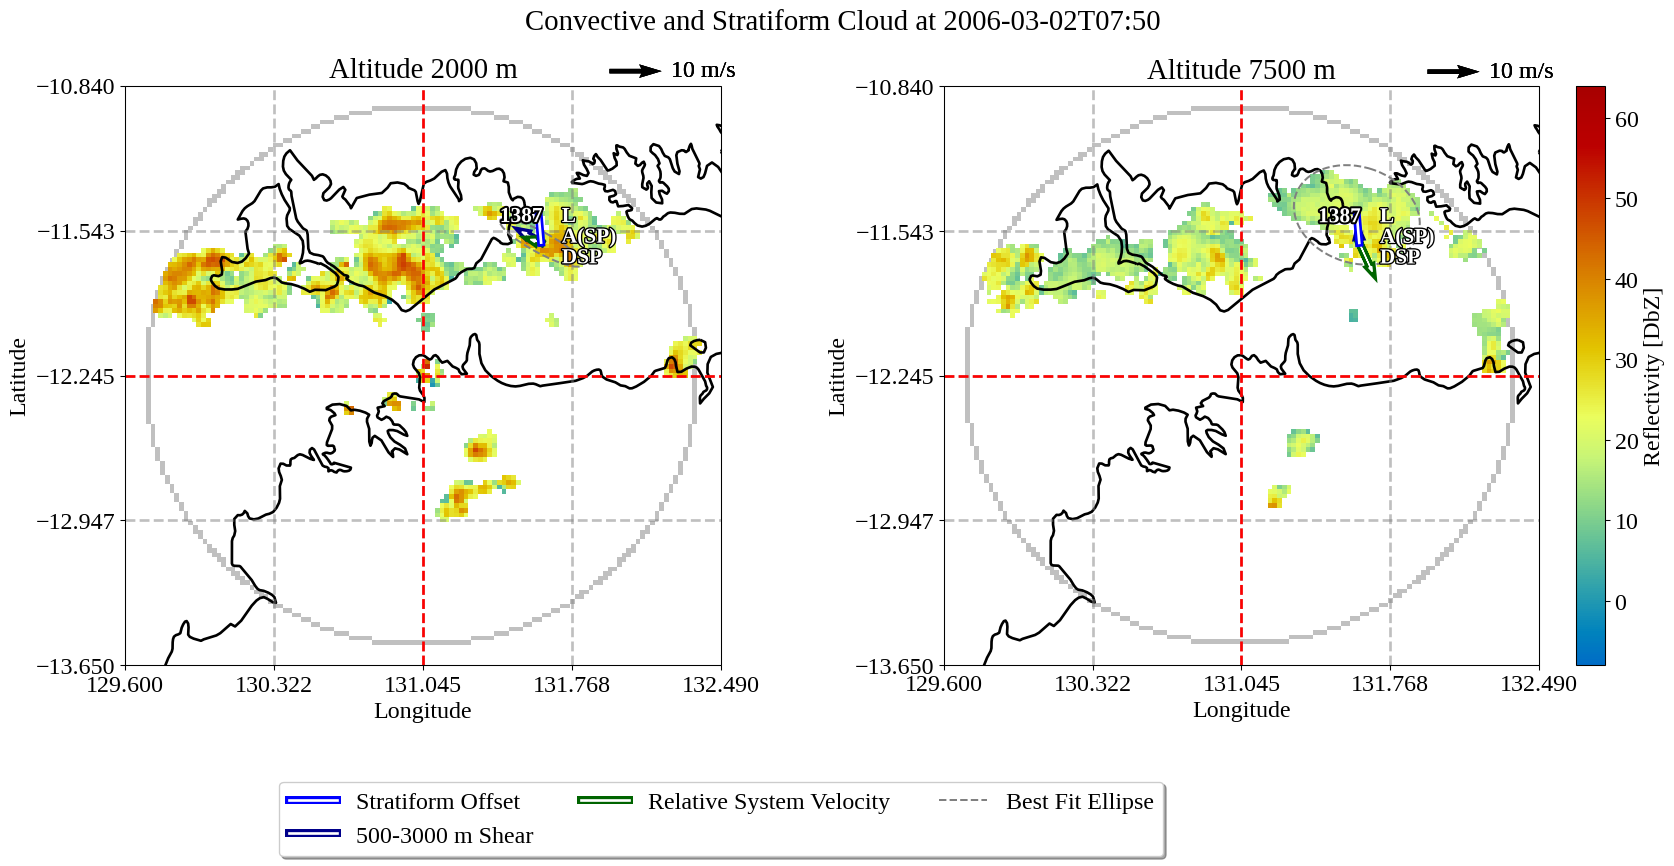 Convective and Stratiform Cloud at 2006-03-02T07:50
Altitude 2000 m
10 m/s
−10.840
−11.543
−12.245
−12.947
−13.650
129.600
130.322
131.045
131.768
132.490
Latitude
Longitude
1387
L
A(SP)
DSP
Altitude 7500 m
10 m/s
−10.840
−11.543
−12.245
−12.947
−13.650
129.600
130.322
131.045
131.768
132.490
Latitude
Longitude
1387
L
A(SP)
DSP
60
50
40
30
20
10
0
Reflectivity [DbZ]
Stratiform Offset
500-3000 m Shear
Relative System Velocity
Best Fit Ellipse